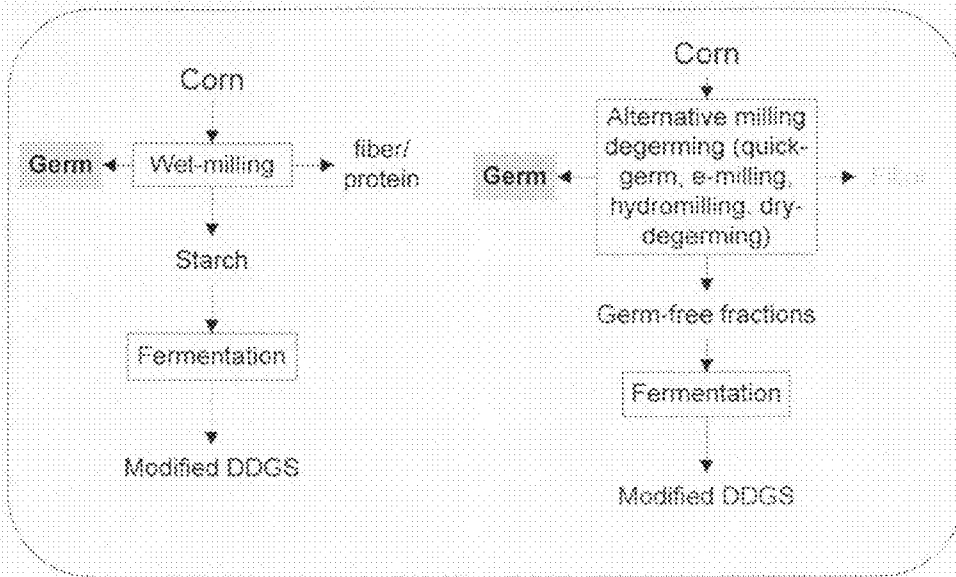 Corn
Germ
Wet-milling
fiber/
protein
Starch
Fermentation
Modified DDGS
Corn
Alternative milling
degerming (quick-
germ, e-milling,
hydromilling, dry-
degerming)
Germ
Germ-free fractions
Fermentation
Modified DDGS